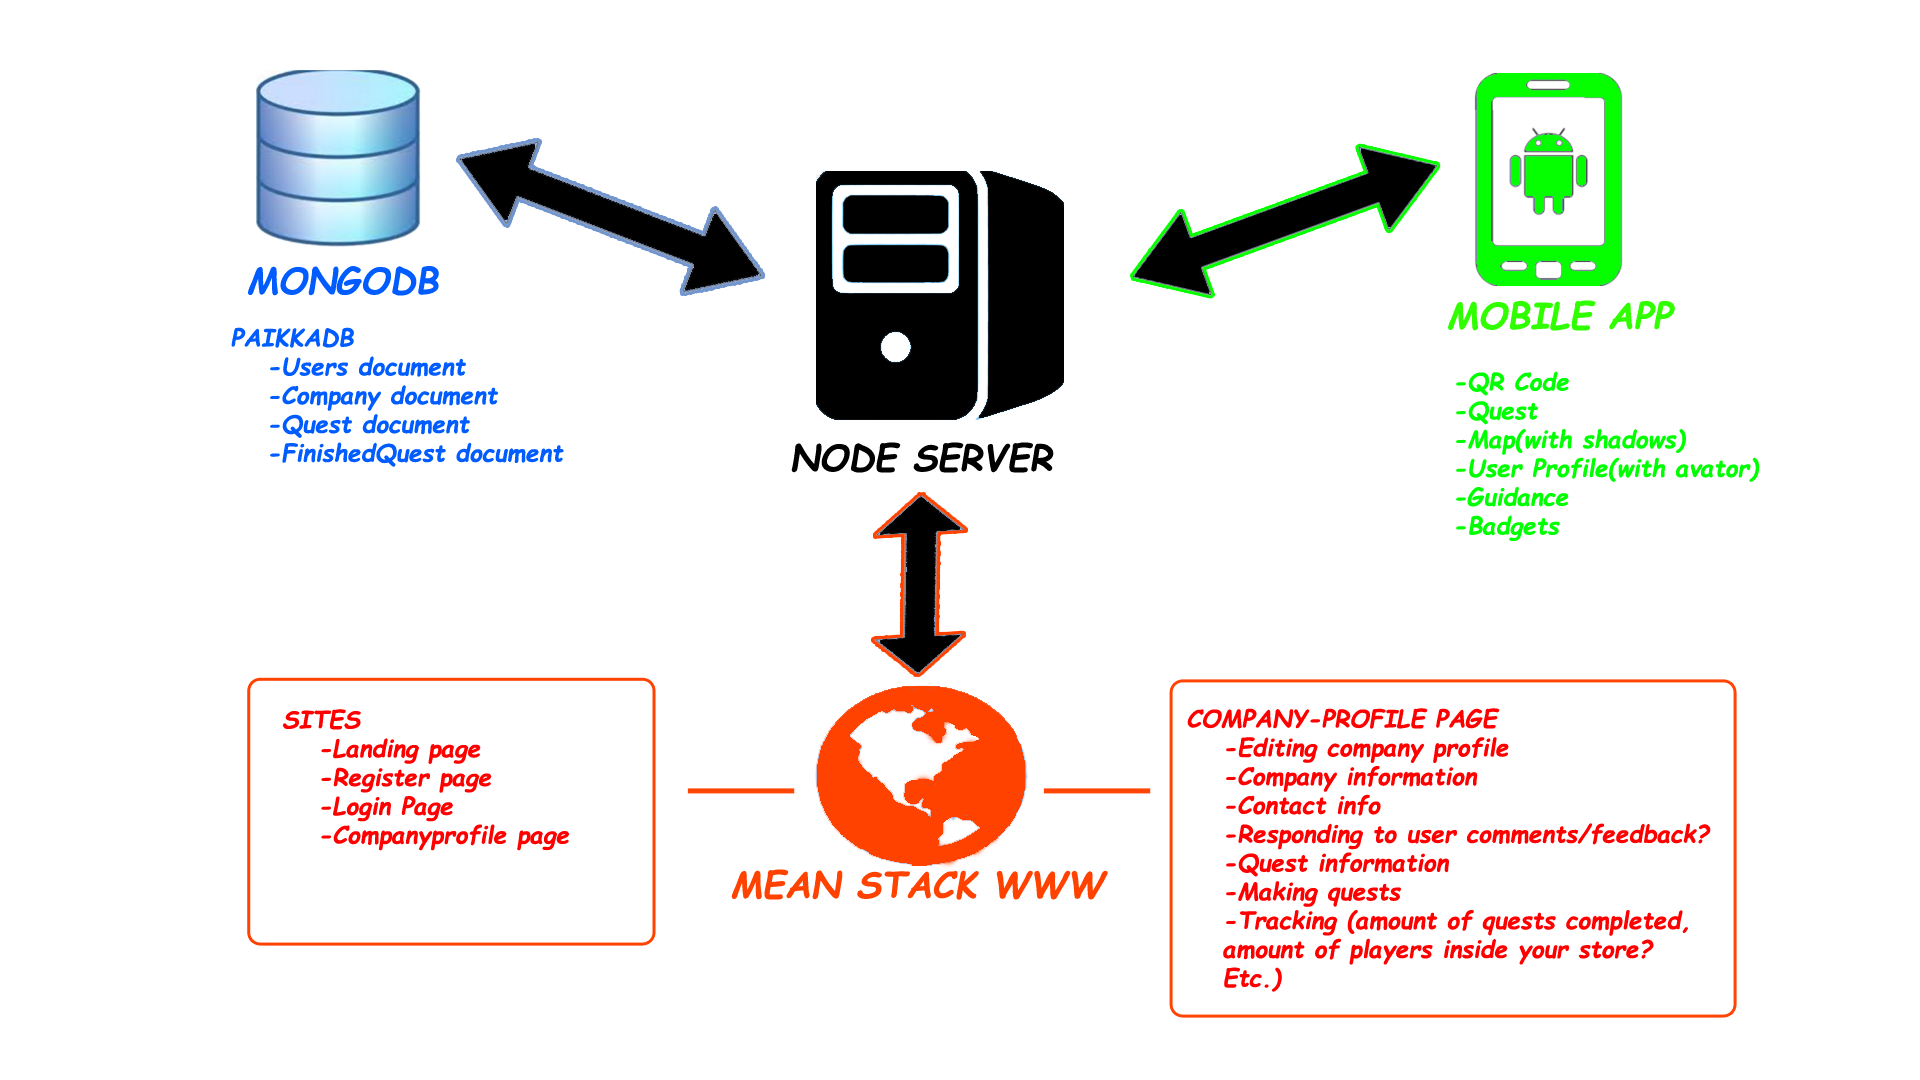 MONGODB
PAIKKADB
-Users document
-Company document
-Quest document
-FinishedQuest document
NODE SERVER
MOBILE APP
-QR Code
-Quest
-Map(with shadows)
-User Profile(with avator)
-Guidance
-Badgets
SITES
-Landing page
-Register page
-Login Page
-Companyprofile page
MEAN STACK WWW
COMPANY-PROFILE PAGE
-Editing company profile
-Company information
-Contact info
-Responding to user comments/feedback?
-Quest information
-Making quests
-Tracking (amount of quests completed,
amount of players inside your store?
Etc.)